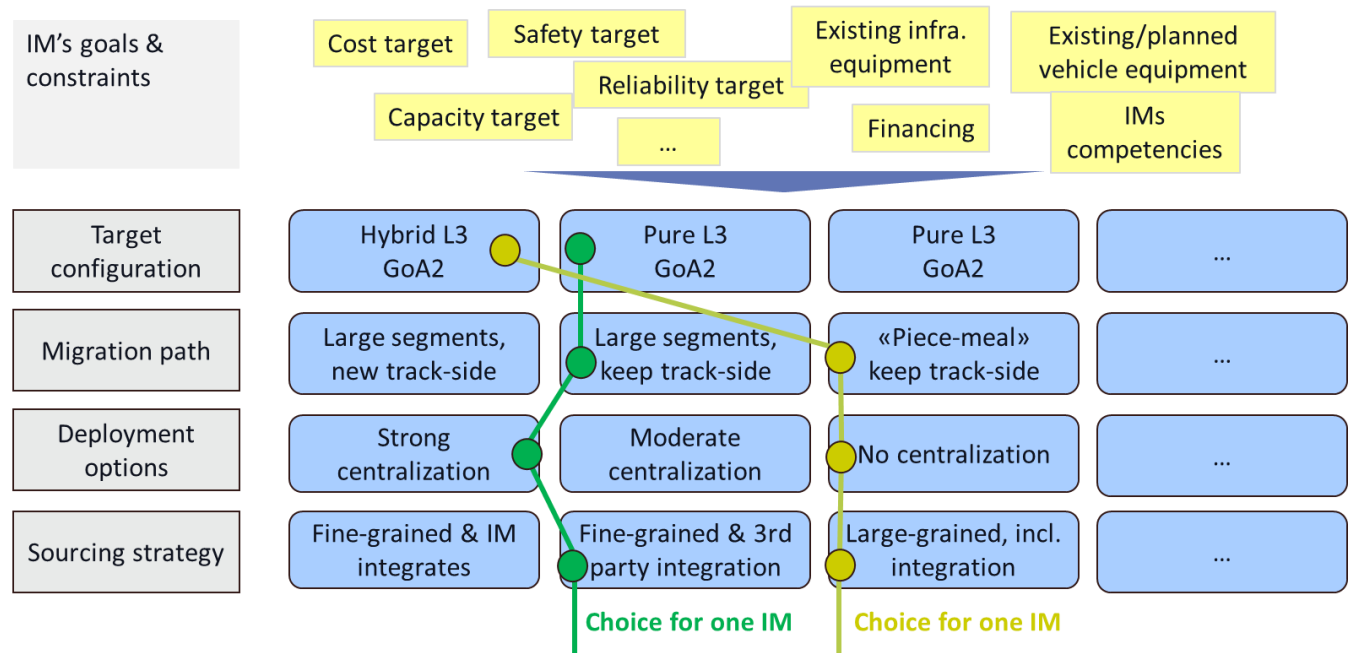 IM's goals &
constraints
Cost target
Safety target
Existing infra.
equipment
Existing/planned
vehicle equipment
Reliability target
Capacity target
...
Financing
IMs
competencies
Target
configuration
Hybrid L3
GoA2
Pure L3
GoA2
Pure L3
GoA2
...
Migration path
Large segments,
new track-side
Large segments,
keep track-side
«Piece-meal»
keep track-side
...
Deployment
options
Strong
centralization
Moderate
centralization
No centralization
...
Sourcing strategy
Fine-grained & IM
integrates
Fine-grained & 3rd
party integration
Large-grained, incl.
integration
...
Choice for one IM
Choice for one IM